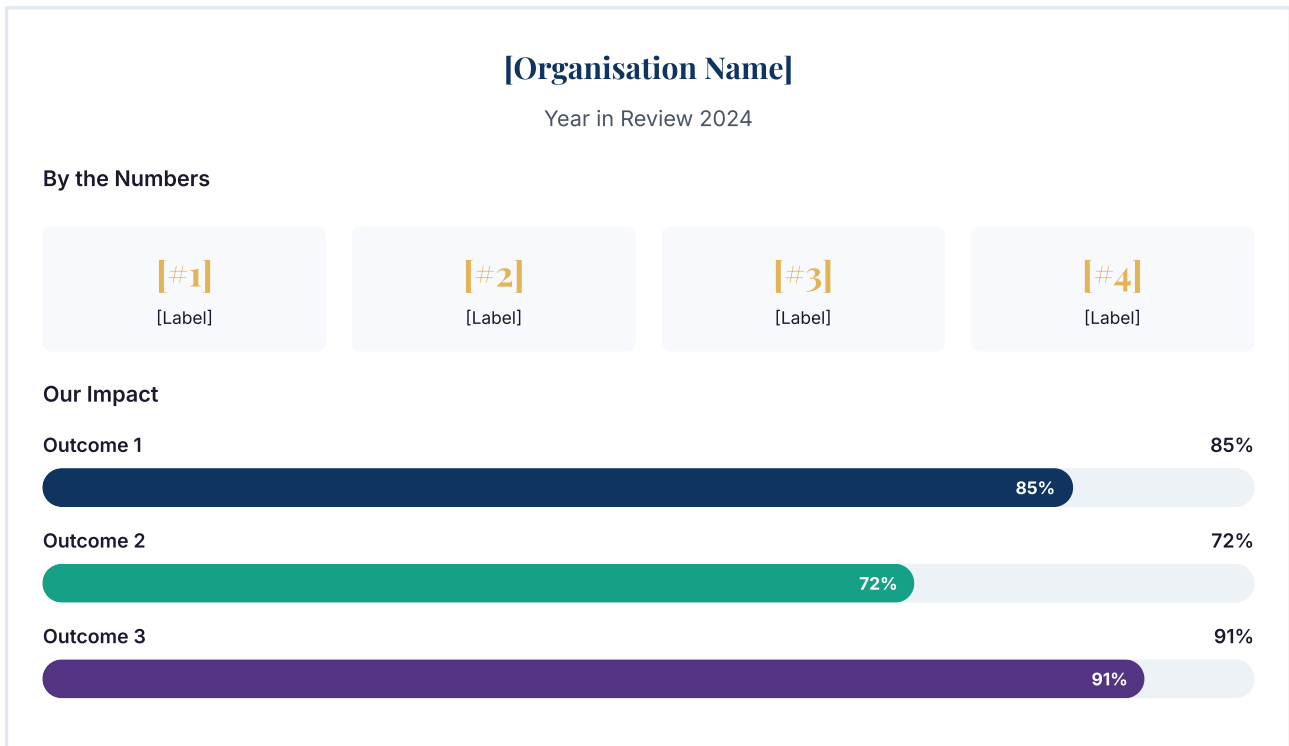 [Organisation Name]
Year in Review 2024
By the Numbers
[#1] [#2] [#3] [#4]
[Label] [Label] [Label] [Label]
Our Impact
Outcome 1 85%
85%
Outcome 2 72%
72%
Outcome 3 91%
91%